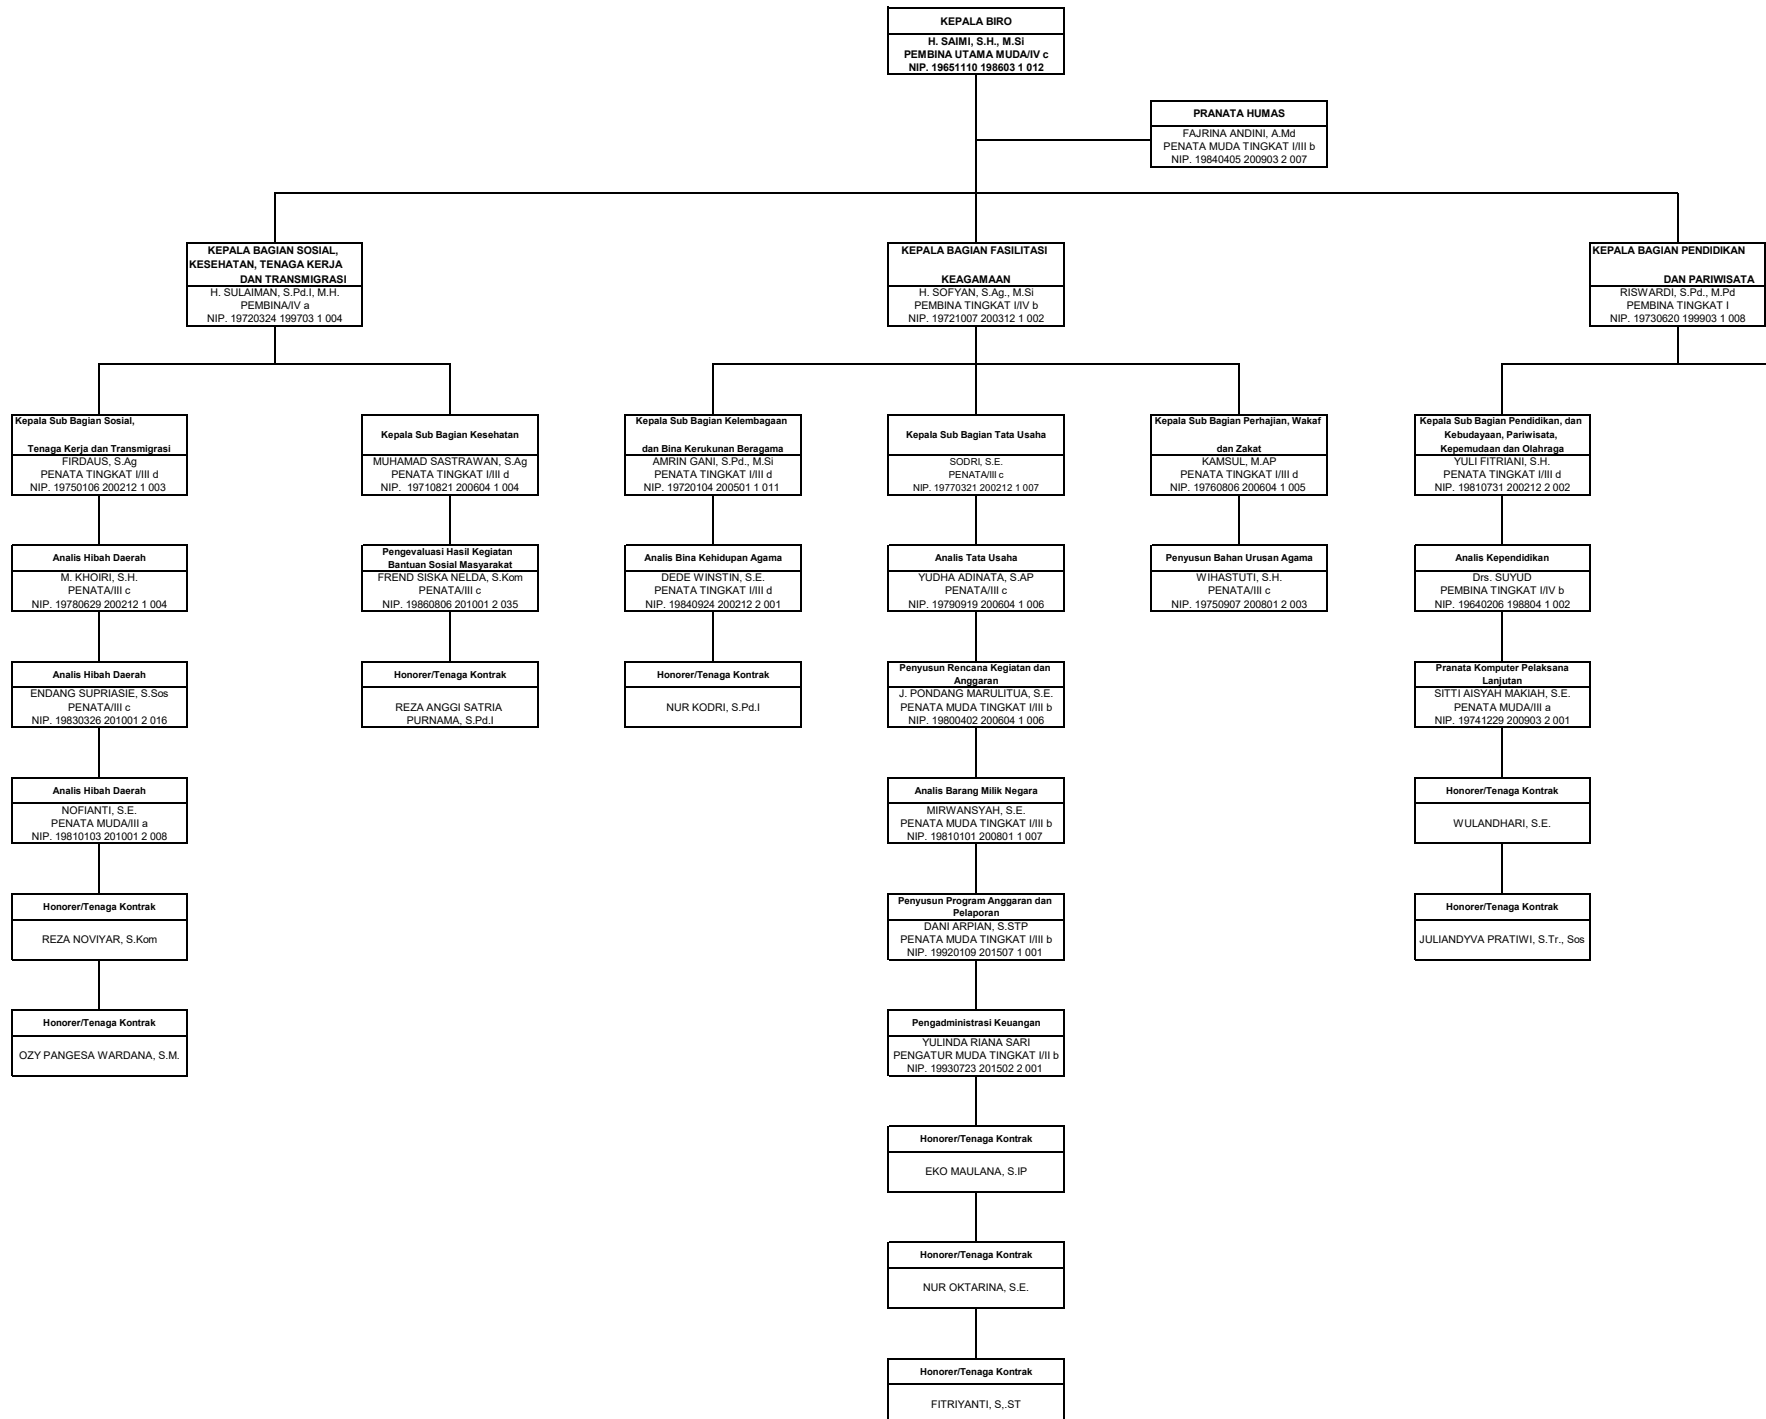 KEPALA BIRO
H. SAIMI, S.H., M.Si
PEMBINA UTAMA MUDA/IV c
NIP. 19651110 198603 1 012
PRANATA HUMAS
FAJRINA ANDINI, A.Md
PENATA MUDA TINGKAT I/III b
NIP. 19840405 200903 2 007
KEPALA BAGIAN SOSIAL,
KESEHATAN, TENAGA KERJA
DAN TRANSMIGRASI
H. SULAIMAN, S.Pd.I, M.H.
PEMBINA/IV a
NIP. 19720324 199703 1 004
KEPALA BAGIAN FASILITASI
KEAGAMAAN
H. SOFYAN, S.Ag., M.Si
PEMBINA TINGKAT I/IV b
NIP. 19721007 200312 1 002
KEPALA BAGIAN PENDIDIKAN
DAN PARIWISATA
RISWARDI, S.Pd., M.Pd
PEMBINA TINGKAT I
NIP. 19730620 199903 1 008
Kepala Sub Bagian Sosial,
Tenaga Kerja dan Transmigrasi
FIRDAUS, S.Ag
PENATA TINGKAT I/III d
NIP. 19750106 200212 1 003
Kepala Sub Bagian Kesehatan
MUHAMAD SASTRAWAN, S.Ag
PENATA TINGKAT I/III d
NIP. 19710821 200604 1 004
Kepala Sub Bagian Kelembagaan
dan Bina Kerukunan Beragama
AMRIN GANI, S.Pd., M.Si
PENATA TINGKAT I/III d
NIP. 19720104 200501 1 011
Kepala Sub Bagian Tata Usaha
SODRI, S.E.
PENATA/III c
NIP. 19770321 200212 1 007
Kepala Sub Bagian Perhajian, Wakaf
dan Zakat
KAMSUL, M.AP
PENATA TINGKAT I/III d
NIP. 19760806 200604 1 005
Kepala Sub Bagian Pendidikan, dan
Kebudayaan, Pariwisata,
Kepemudaan dan Olahraga
YULI FITRIANI, S.H.
PENATA TINGKAT I/III d
NIP. 19810731 200212 2 002
Analis Hibah Daerah
M. KHOIRI, S.H.
PENATA/III c
NIP. 19780629 200212 1 004
Pengevaluasi Hasil Kegiatan
Bantuan Sosial Masyarakat
FREND SISKA NELDA, S.Kom
PENATA/III c
NIP. 19860806 201001 2 035
Analis Bina Kehidupan Agama
DEDE WINSTIN, S.E.
PENATA TINGKAT I/III d
NIP. 19840924 200212 2 001
Analis Tata Usaha
YUDHA ADINATA, S.AP
PENATA/III c
NIP. 19790919 200604 1 006
Penyusun Bahan Urusan Agama
WIHASTUTI, S.H.
PENATA/III c
NIP. 19750907 200801 2 003
Analis Kependidikan
Drs. SUYUD
PEMBINA TINGKAT I/IV b
NIP. 19640206 198804 1 002
Analis Hibah Daerah
ENDANG SUPRIASIE, S.Sos
PENATA/III c
NIP. 19830326 201001 2 016
Honorer/Tenaga Kontrak
REZA ANGGI SATRIA
PURNAMA, S.Pd.I
Honorer/Tenaga Kontrak
NUR KODRI, S.Pd.I
Penyusun Rencana Kegiatan dan
Anggaran
J. PONDANG MARULITUA, S.E.
PENATA MUDA TINGKAT I/III b
NIP. 19800402 200604 1 006
Pranata Komputer Pelaksana
Lanjutan
SITTI AISYAH MAKIAH, S.E.
PENATA MUDA/III a
NIP. 19741229 200903 2 001
Analis Hibah Daerah
NOFIANTI, S.E.
PENATA MUDA/III a
NIP. 19810103 201001 2 008
Analis Barang Milik Negara
MIRWANSYAH, S.E.
PENATA MUDA TINGKAT I/III b
NIP. 19810101 200801 1 007
Honorer/Tenaga Kontrak
WULANDHARI, S.E.
Honorer/Tenaga Kontrak
REZA NOVIYAR, S.Kom
Penyusun Program Anggaran dan
Pelaporan
DANI ARPIAN, S.STP
PENATA MUDA TINGKAT I/III b
NIP. 19920109 201507 1 001
Honorer/Tenaga Kontrak
JULIANDYVA PRATIWI, S.Tr., Sos
Honorer/Tenaga Kontrak
OZY PANGESA WARDANA, S.M.
Pengadministrasi Keuangan
YULINDA RIANA SARI
PENGATUR MUDA TINGKAT I/II b
NIP. 19930723 201502 2 001
Honorer/Tenaga Kontrak
EKO MAULANA, S.IP
Honorer/Tenaga Kontrak
NUR OKTARINA, S.E.
Honorer/Tenaga Kontrak
FITRIYANTI, S,.ST